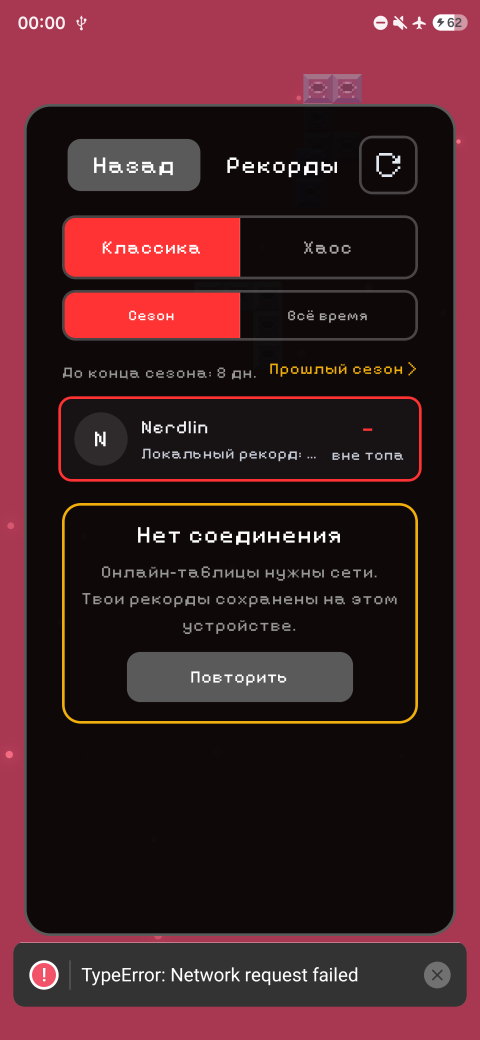 00:00
62
Назад
Рекорды
Классика
Хаос
Сезон
Всё время
До конца сезона: 8 дн.
Прошлый сезон
N
Nerdlin
–
Локальный рекорд: ...
вне топа
Нет соединения
Онлайн-таблицы нужны сети.
Твои рекорды сохранены на этом
устройстве.
Повторить
TypeError: Network request failed